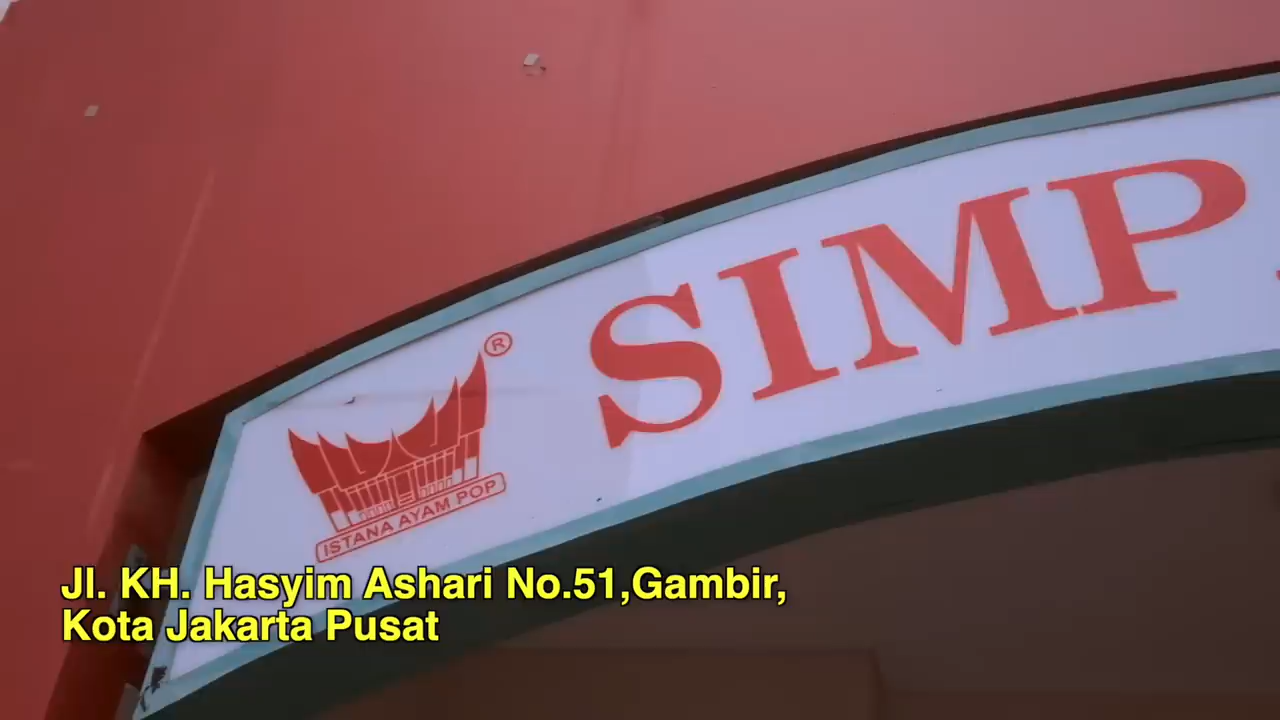 SIMP
®
ISTANA AYAM POP
Jl. KH. Hasyim Ashari No.51,Gambir,
Kota Jakarta Pusat